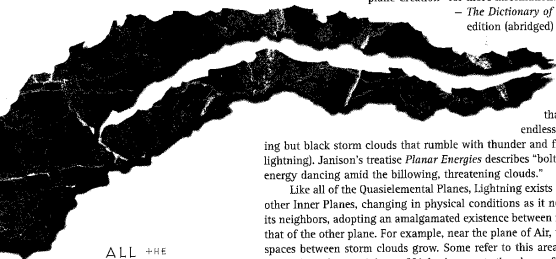 — The Dictionary of
edition (abridged)
tha
endless
ing but black storm clouds that rumble with thunder and f
lightning). Janison's treatise Planar Energies describes "bolt
energy dancing amid the billowing, threatening clouds."
Like all of the Quasielemental Planes, Lightning exists
other Inner Planes, changing in physical conditions as it n
its neighbors, adopting an amalgamated existence between
that of the other plane. For example, near the plane of Air,
spaces between storm clouds grow. Some refer to this area
ALL THE